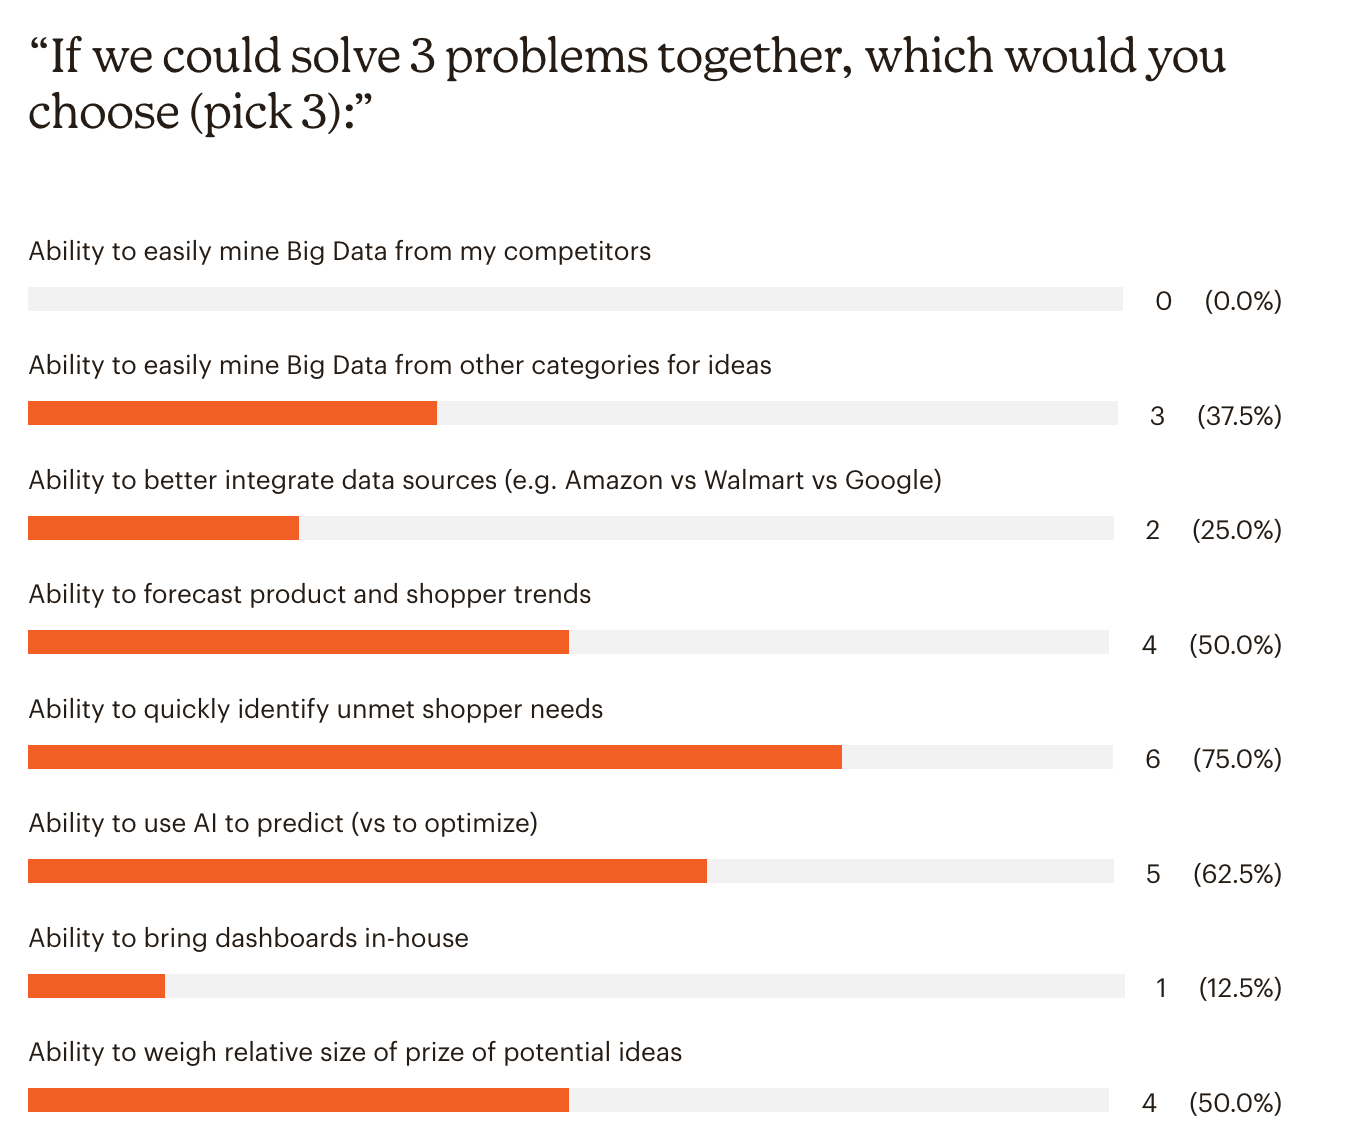 “If we could solve 3 problems together, which would you
choose (pick 3):”
Ability to easily mine Big Data from my competitors
0 (0.0%)
Ability to easily mine Big Data from other categories for ideas
3 (37.5%)
Ability to better integrate data sources (e.g. Amazon vs Walmart vs Google)
2 (25.0%)
Ability to forecast product and shopper trends
4 (50.0%)
Ability to quickly identify unmet shopper needs
6 (75.0%)
Ability to use AI to predict (vs to optimize)
5 (62.5%)
Ability to bring dashboards in-house
1 (12.5%)
Ability to weigh relative size of prize of potential ideas
4 (50.0%)